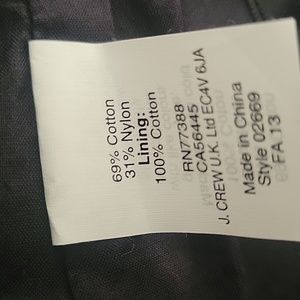 69% Cotton
31% Nylon
Lining:
100% Cotton
RN77388
CA56445
J. CREW U.K. Ltd EC4V 6JA
Made in China
Style 02669
FA 13